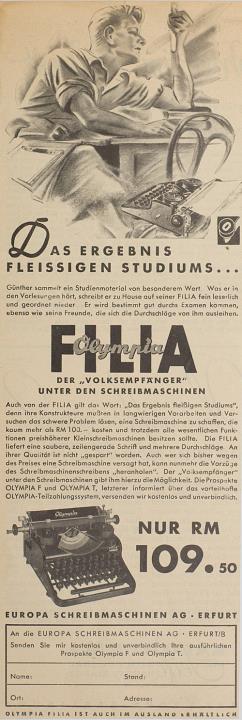 DAS ERGEBNIS
FLEISSIGEN STUDIUMS...
Günther sammelt ein Studienmaterial von besonderem Wert. Was er in
den Vorlesungen hört, schreibt er zu Hause auf seiner FILIA fein leserlich
und geordnet nieder. Er wird bestimmt gut durchs Examen kommen,
ebenso wie seine Freunde, die sich die Durchschläge von ihm ausleihen.
FILIA
Olympia
DER „VOLKSEMPFÄNGER"
UNTER DEN SCHREIBMASCHINEN
Auch von der FILIA gilt das Wort: „Das Ergebnis fleißigen Studiums",
denn ihre Konstrukteure mußten in langwierigen Vorarbeiten und Ver-
suchen das schwere Problem lösen, eine Schreibmaschine zu schaffen, die
kaum mehr als RM 100.— kosten und trotzdem alle wesentlichen Funk-
tionen preishöherer Kleinschreibmaschinen besitzen sollte. Die FILIA
liefert eine saubere, zeilengerade Schrift und mehrere Durchschläge. An
ihrer Qualität ist nicht „gespart" worden. Auch wer sich bisher wegen
des Preises eine Schreibmaschine versagt hat, kann nunmehr die Vorzüge
des Schreibmaschinenschreibens „heranholen". Der „Volksempfänger"
unter den Schreibmaschinen gibt ihm hierzu die Möglichkeit. Die Prospekte
OLYMPIA F und OLYMPIA T, letzterer informiert über das vorteilhafte
OLYMPIA-Teilzahlungssystem, versenden wir kostenlos und unverbindlich.
Olympia
NUR RM
109.50
EUROPA SCHREIBMASCHINEN AG · ERFURT
An die EUROPA SCHREIBMASCHINEN AG · ERFURT/B
Senden Sie mir kostenlos und unverbindlich Ihre ausführlichen
Prospekte Olympia F und Olympia T.
Name: Stand:
Ort: Adresse:
OLYMPIA FILIA IST AUCH IM AUSLAND ERHÄLTLICH